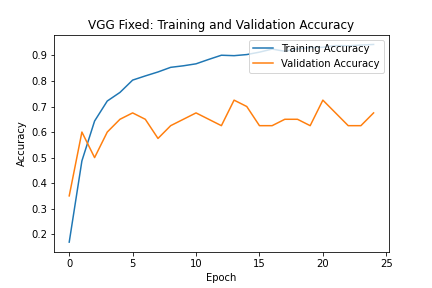 VGG Fixed: Training and Validation Accuracy
Training Accuracy
Validation Accuracy
0.9
0.8
0.7
0.6
0.5
0.4
0.3
0.2
Accuracy
0 5 10 15 20 25
Epoch